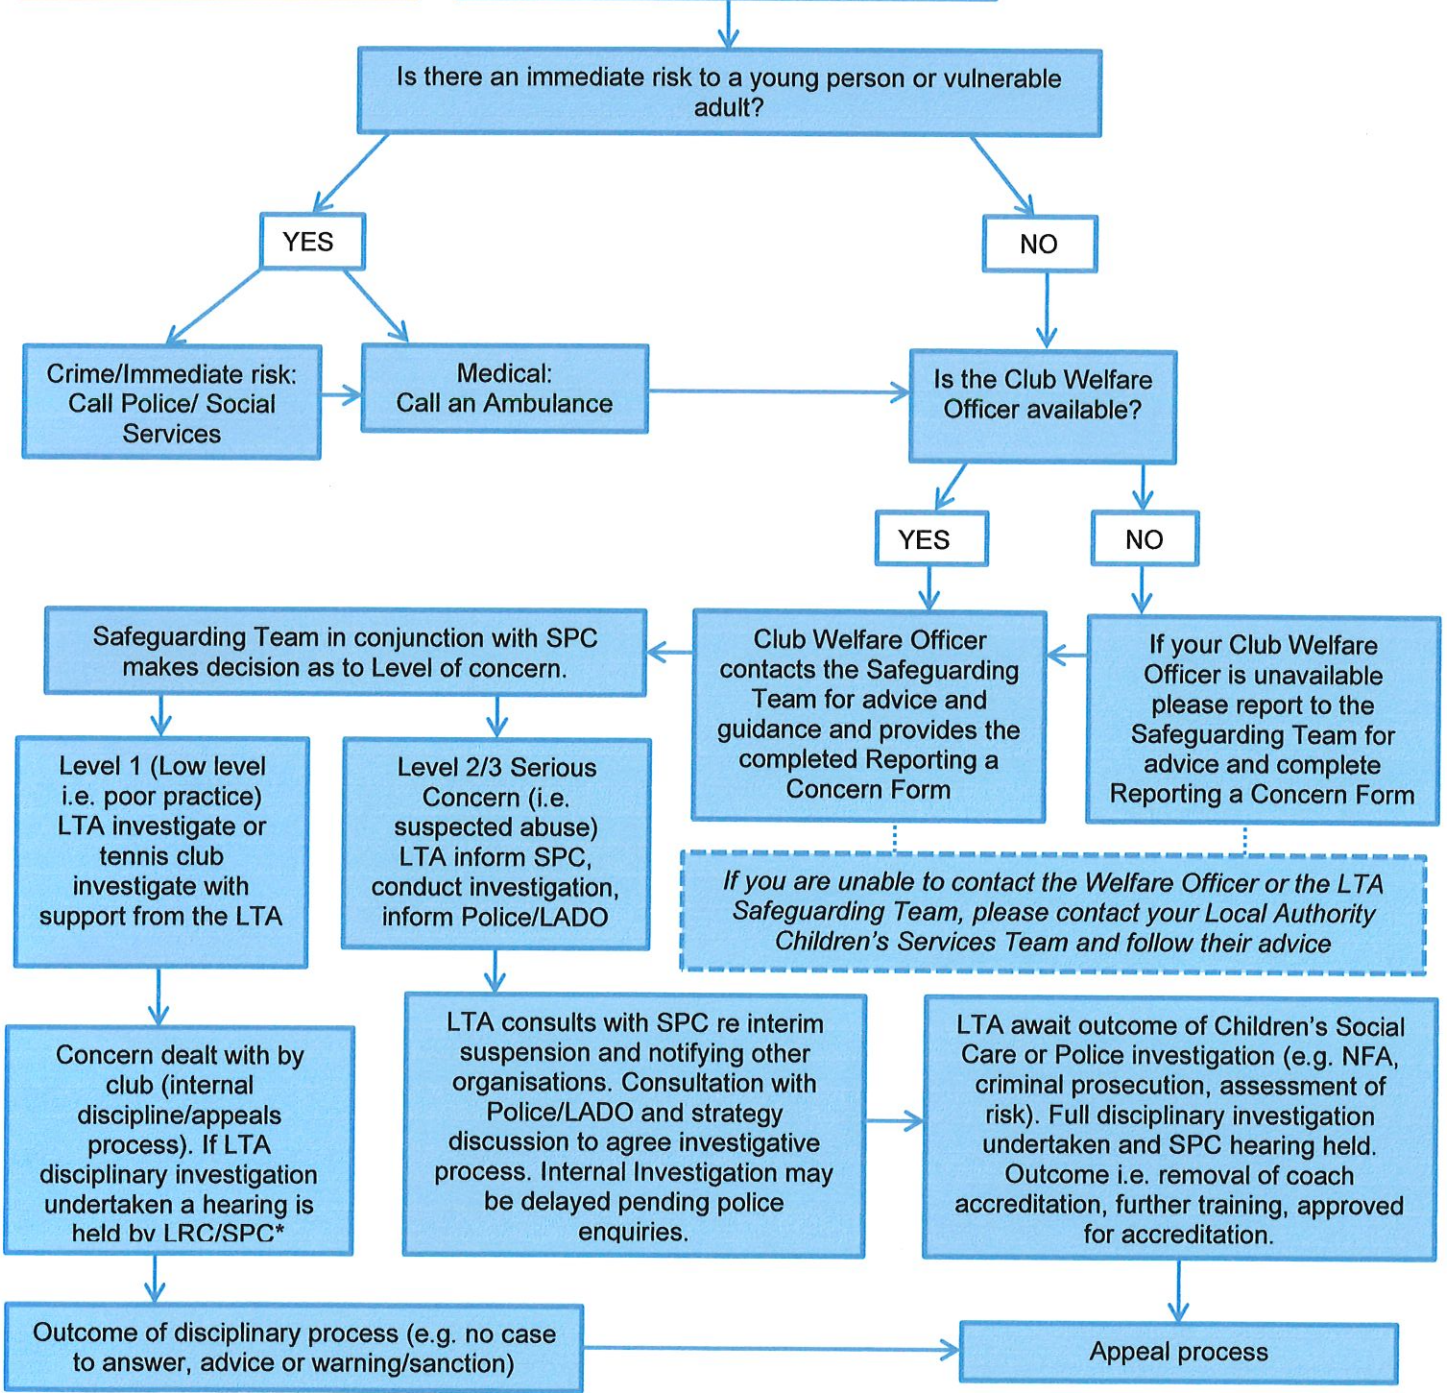 Is there an immediate risk to a young person or vulnerable
adult?
YES
NO
Crime/Immediate risk:
Call Police/ Social
Services
Medical:
Call an Ambulance
Is the Club Welfare
Officer available?
YES
NO
Safeguarding Team in conjunction with SPC
makes decision as to Level of concern.
Club Welfare Officer
contacts the Safeguarding
Team for advice and
guidance and provides the
completed Reporting a
Concern Form
If your Club Welfare
Officer is unavailable
please report to the
Safeguarding Team for
advice and complete
Reporting a Concern Form
Level 1 (Low level
i.e. poor practice)
LTA investigate or
tennis club
investigate with
support from the LTA
Level 2/3 Serious
Concern (i.e.
suspected abuse)
LTA inform SPC,
conduct investigation,
inform Police/LADO
If you are unable to contact the Welfare Officer or the LTA
Safeguarding Team, please contact your Local Authority
Children's Services Team and follow their advice
Concern dealt with by
club (internal
discipline/appeals
process). If LTA
disciplinary investigation
undertaken a hearing is
held by LRC/SPC*
LTA consults with SPC re interim
suspension and notifying other
organisations. Consultation with
Police/LADO and strategy
discussion to agree investigative
process. Internal Investigation may
be delayed pending police
enquiries.
LTA await outcome of Children's Social
Care or Police investigation (e.g. NFA,
criminal prosecution, assessment of
risk). Full disciplinary investigation
undertaken and SPC hearing held.
Outcome i.e. removal of coach
accreditation, further training, approved
for accreditation.
Outcome of disciplinary process (e.g. no case
to answer, advice or warning/sanction)
Appeal process